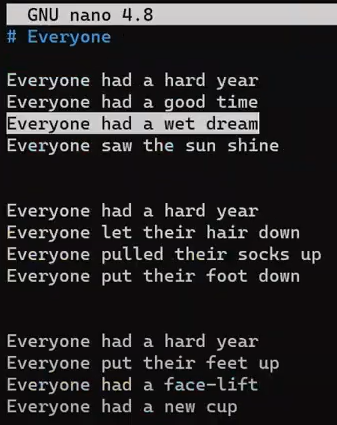 GNU nano 4.8
# Everyone
Everyone had a hard year
Everyone had a good time
Everyone had a wet dream
Everyone saw the sun shine
Everyone had a hard year
Everyone let their hair down
Everyone pulled their socks up
Everyone put their foot down
Everyone had a hard year
Everyone put their feet up
Everyone had a face-lift
Everyone had a new cup